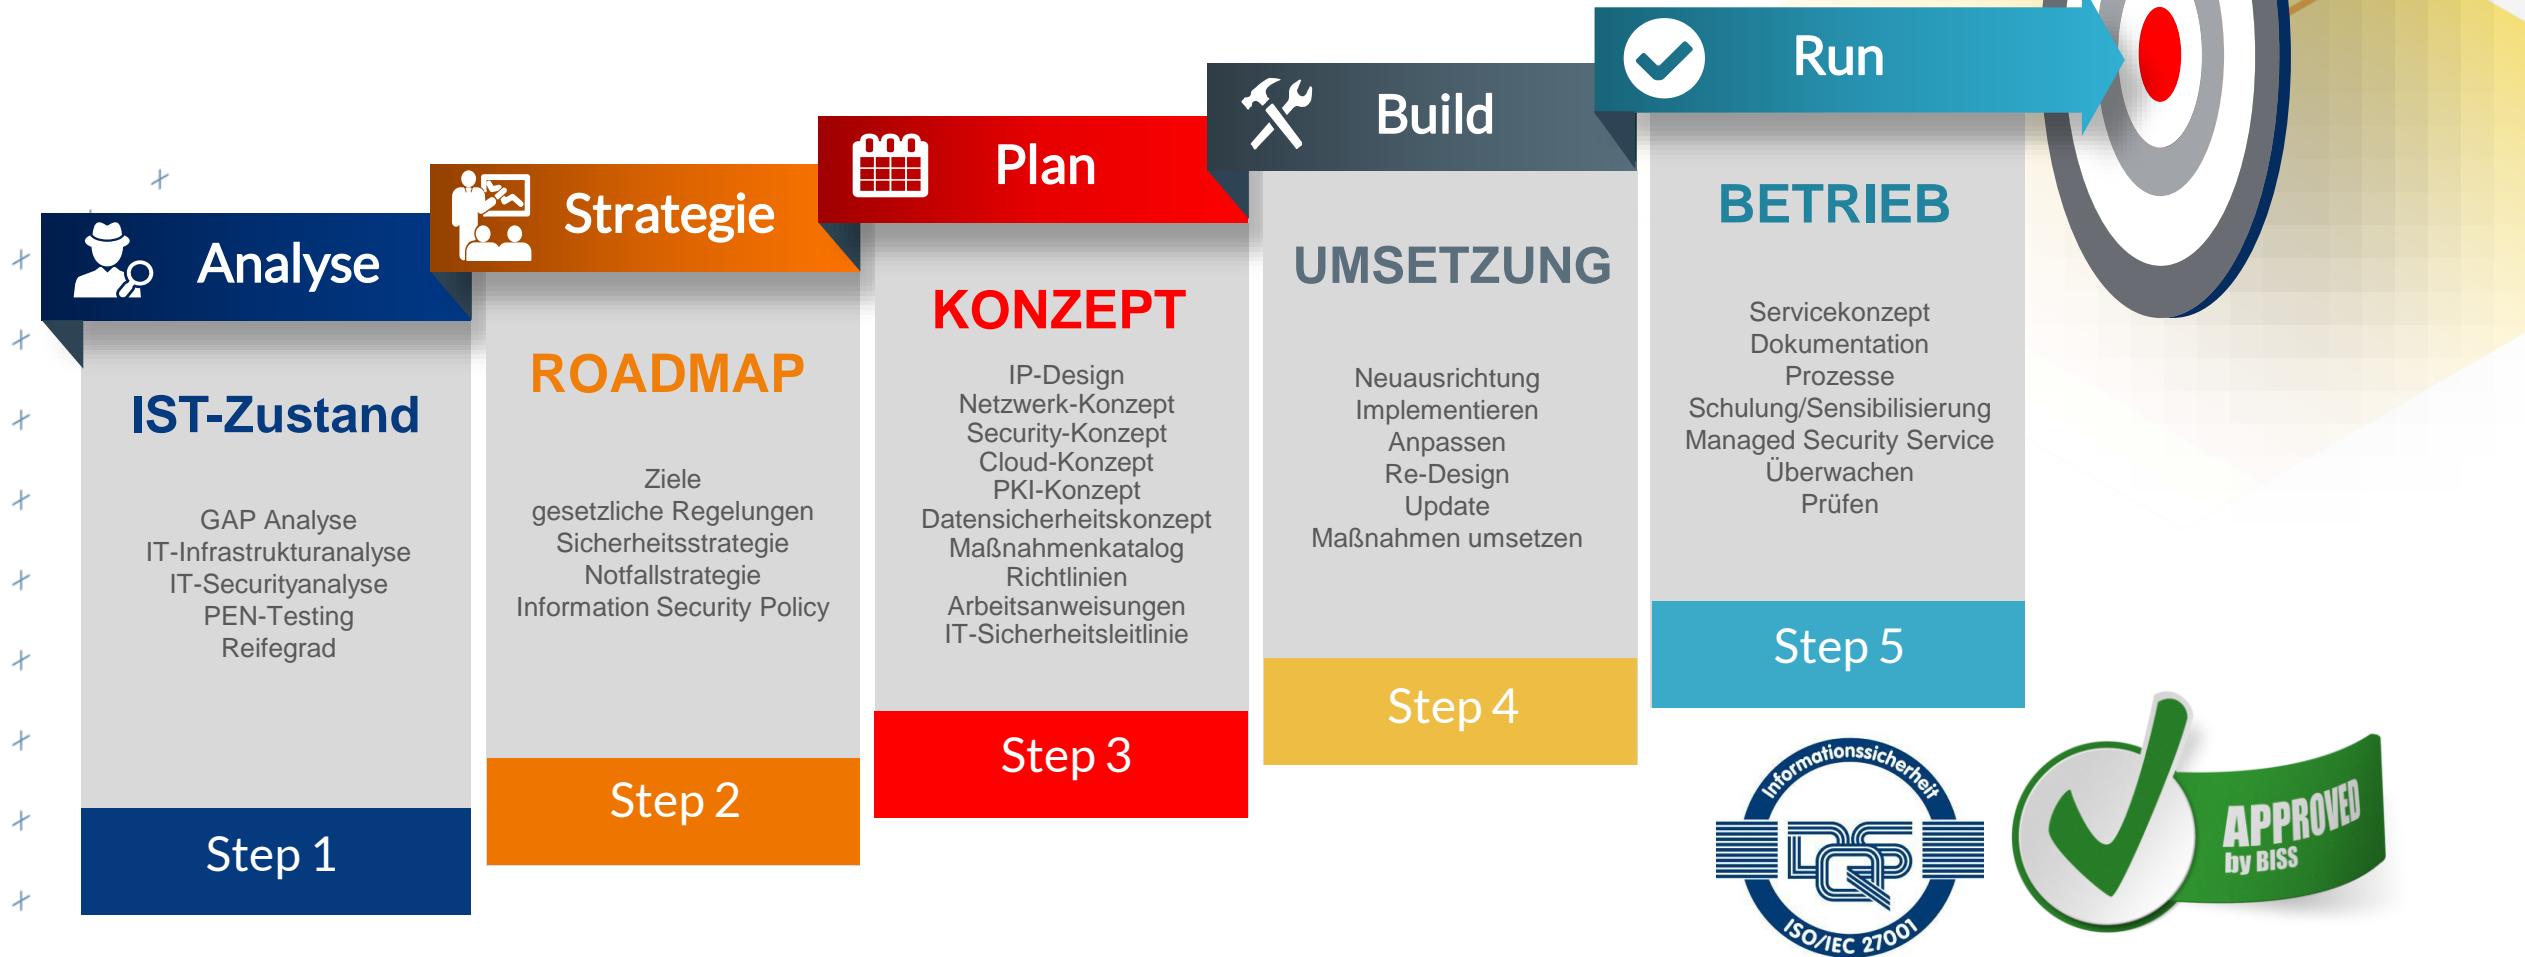 Analyse
IST-Zustand
GAP Analyse
IT-Infrastrukturanalyse
IT-Securityanalyse
PEN-Testing
Reifegrad
Step 1
Strategie
ROADMAP
Ziele
gesetzliche Regelungen
Sicherheitsstrategie
Notfallstrategie
Information Security Policy
Step 2
Plan
KONZEPT
IP-Design
Netzwerk-Konzept
Security-Konzept
Cloud-Konzept
PKI-Konzept
Datensicherheitskonzept
Maßnahmenkatalog
Richtlinien
Arbeitsanweisungen
IT-Sicherheitsleitlinie
Step 3
Build
UMSETZUNG
Neuausrichtung
Implementieren
Anpassen
Re-Design
Update
Maßnahmen umsetzen
Step 4
Run
BETRIEB
Servicekonzept
Dokumentation
Prozesse
Schulung/Sensibilisierung
Managed Security Service
Überwachen
Prüfen
Step 5
Informationssicherheit
DQS
ISO/IEC 27001
APPROVED
by BISS